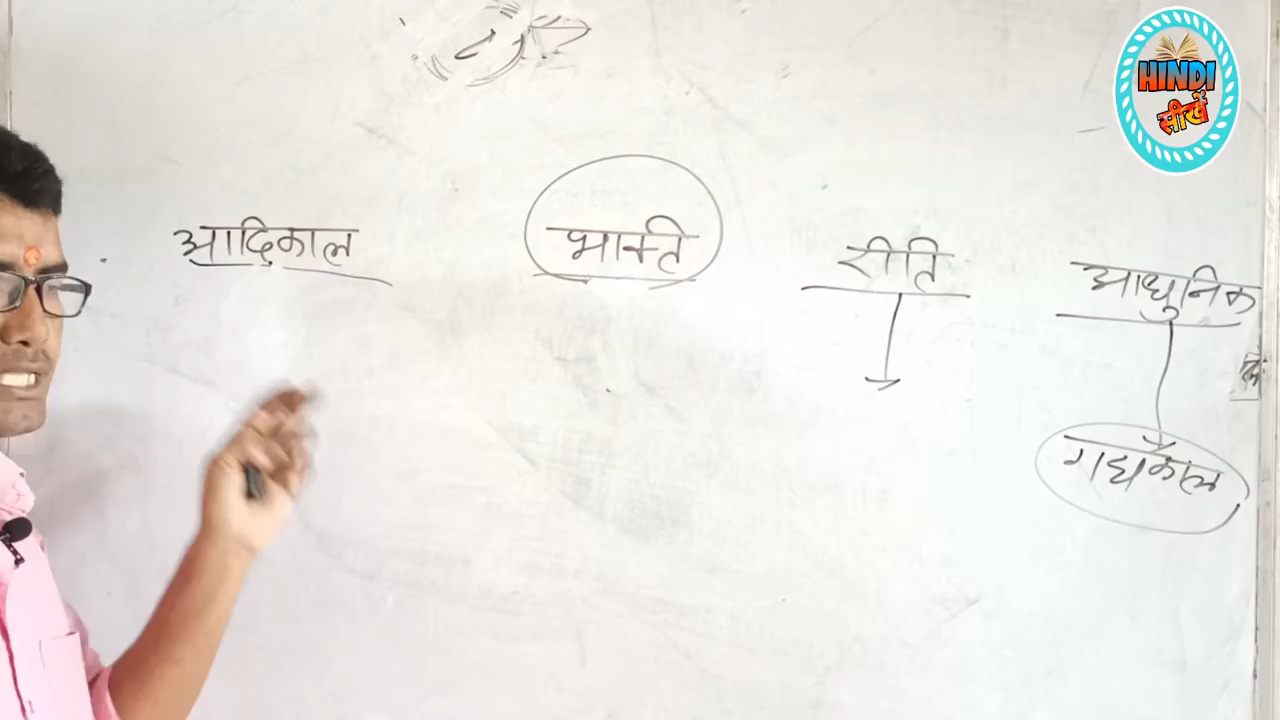 HINDI
सीखें
आदिकाल
भक्ति
रीति
आधुनिक
गद्यकाल